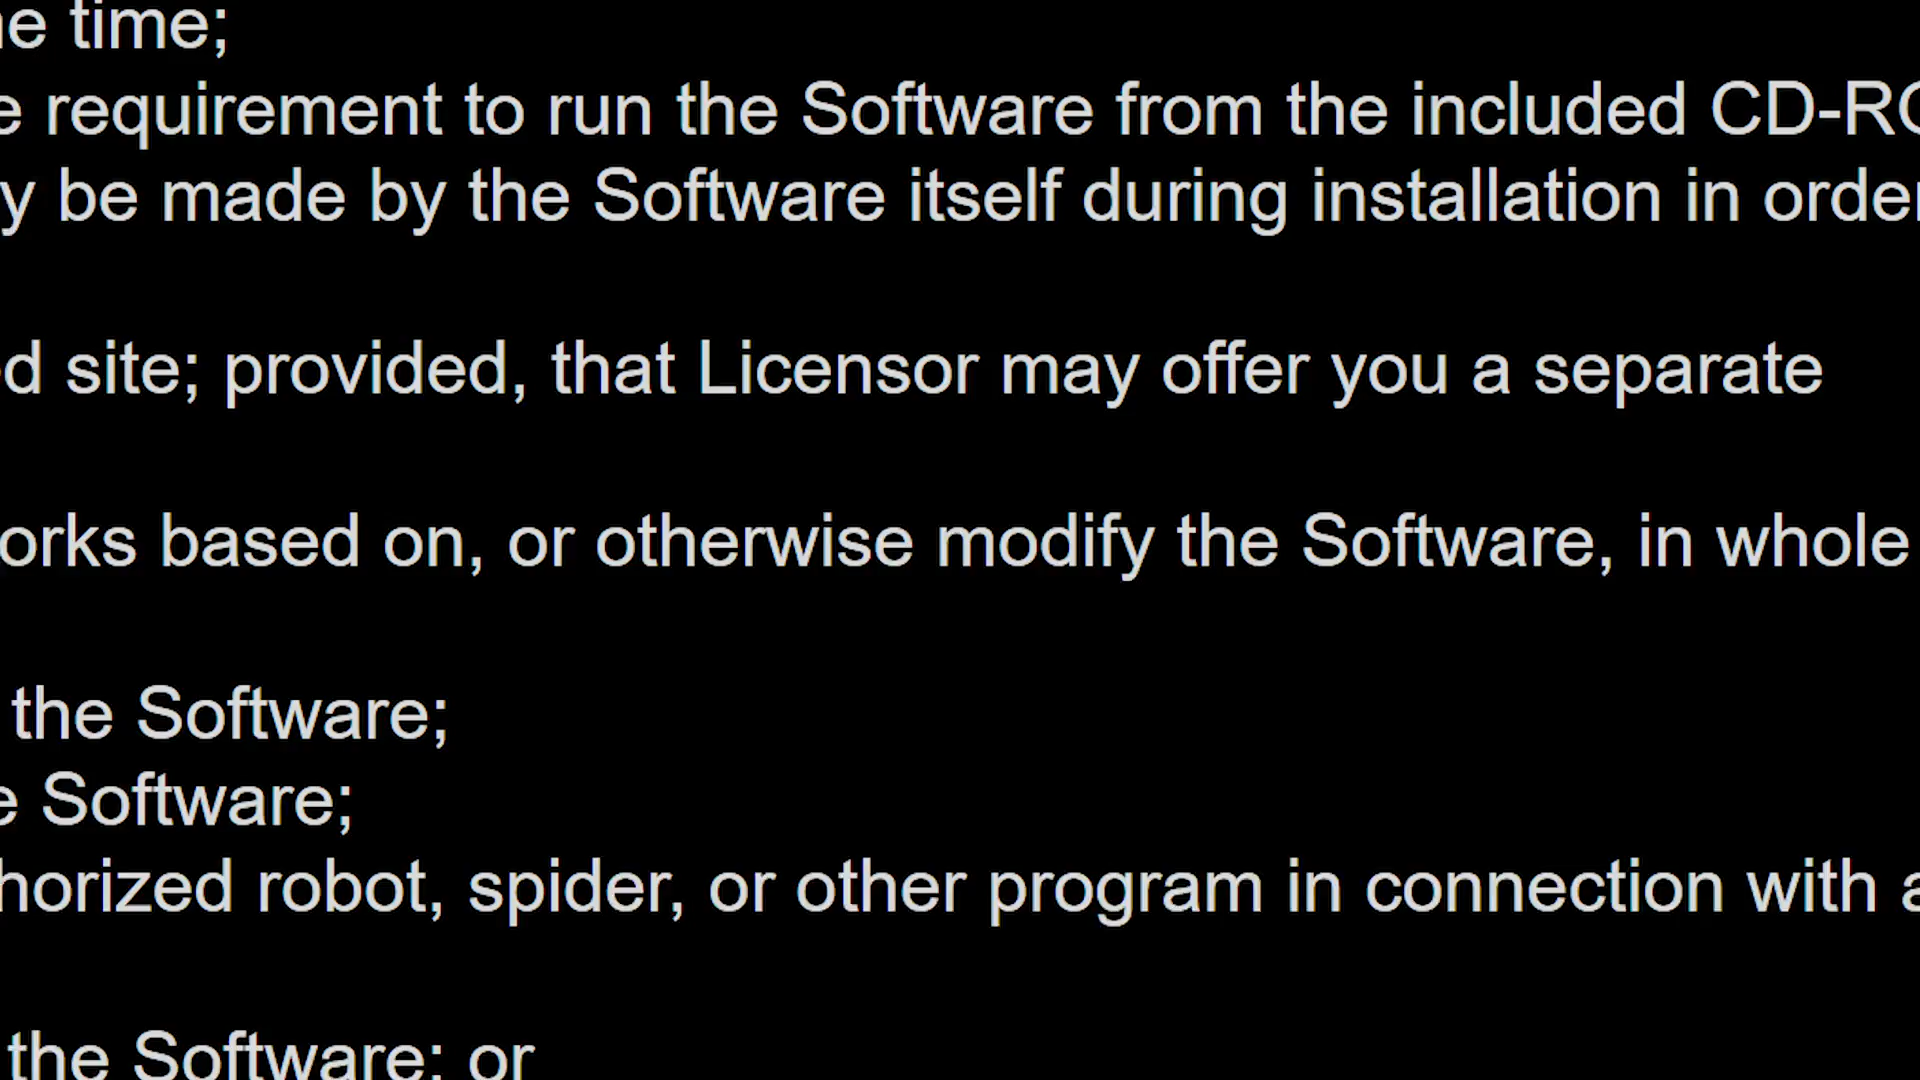 e time;
e requirement to run the Software from the included CD-RO
y be made by the Software itself during installation in order
d site; provided, that Licensor may offer you a separate
orks based on, or otherwise modify the Software, in whole
the Software;
e Software;
horized robot, spider, or other program in connection with a
the Software; or